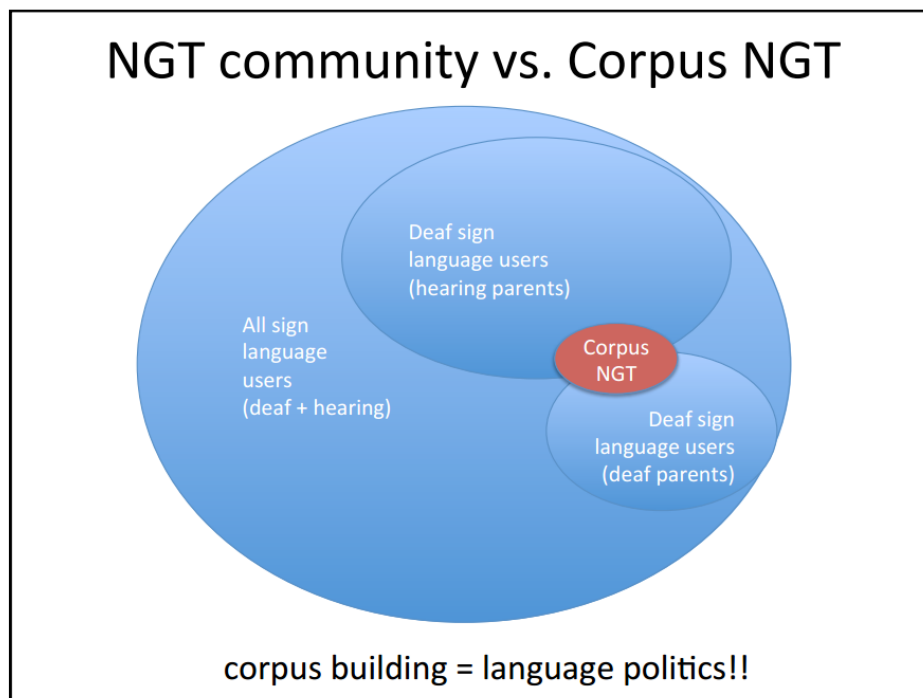 NGT community vs. Corpus NGT
Deaf sign
language users
(hearing parents)
All sign
language
users
(deaf + hearing)
Corpus
NGT
Deaf sign
language users
(deaf parents)
corpus building = language politics!!